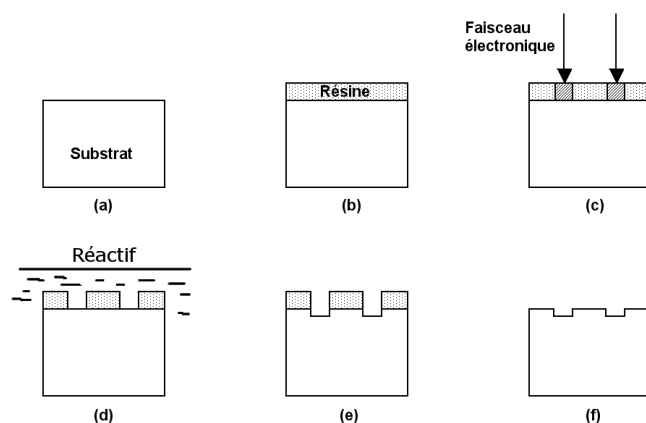 Faisceau
électronique
Résine
Substrat
(a)
(b)
(c)
Réactif
(d)
(e)
(f)